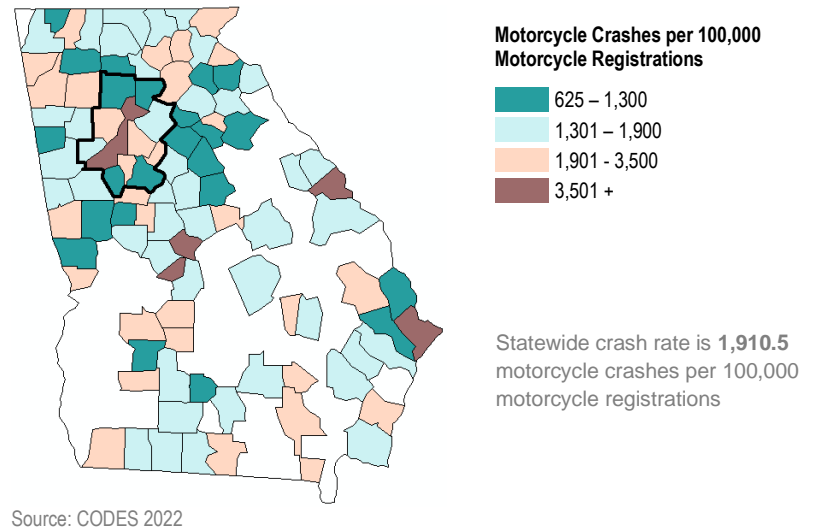 Motorcycle Crashes per 100,000
Motorcycle Registrations
625 – 1,300
1,301 – 1,900
1,901 - 3,500
3,501 +
Statewide crash rate is 1,910.5
motorcycle crashes per 100,000
motorcycle registrations
Source: CODES 2022